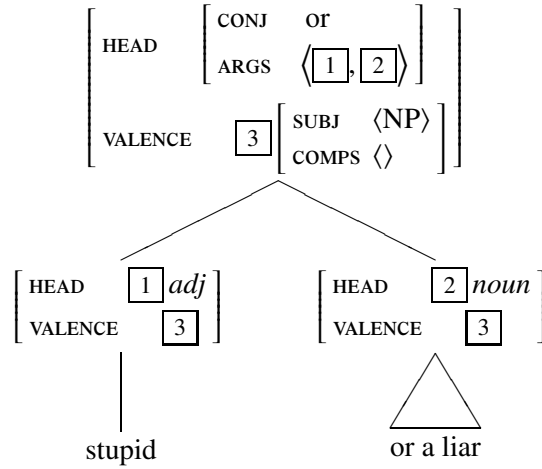 CONJ or
HEAD
ARGS ⟨1, 2⟩
SUBJ ⟨NP⟩
VALENCE 3
COMPS ⟨⟩
HEAD 1 adj HEAD 2 noun
VALENCE 3 VALENCE 3
stupid or a liar